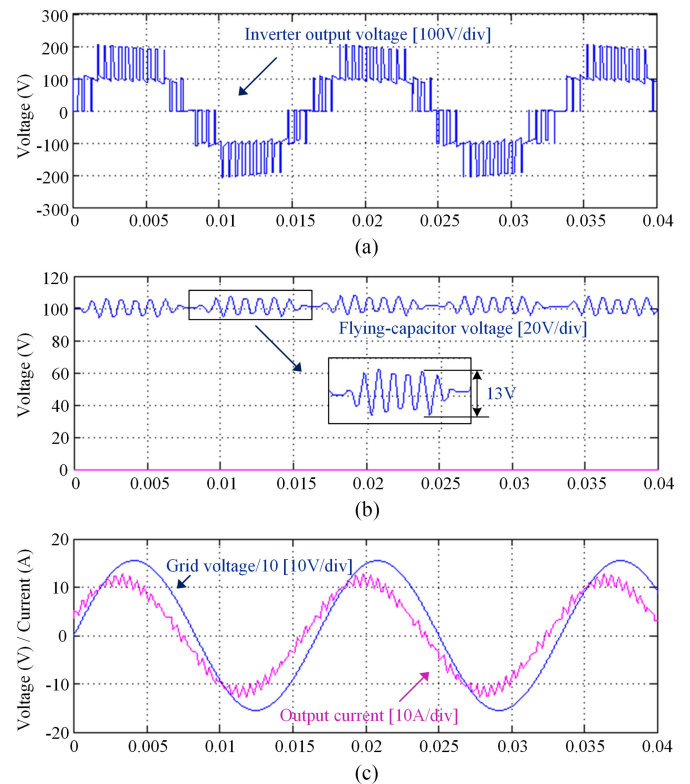 300
200
100
0
-100
-200
-300
Voltage (V)
Inverter output voltage [100V/div]
0 0.005 0.01 0.015 0.02 0.025 0.03 0.035 0.04
(a)
120
100
80
60
40
20
0
Voltage (V)
Flying-capacitor voltage [20V/div]
13V
0 0.005 0.01 0.015 0.02 0.025 0.03 0.035 0.04
(b)
20
10
0
-10
-20
Voltage (V) / Current (A)
Grid voltage/10 [10V/div]
Output current [10A/div]
0 0.005 0.01 0.015 0.02 0.025 0.03 0.035 0.04
(c)